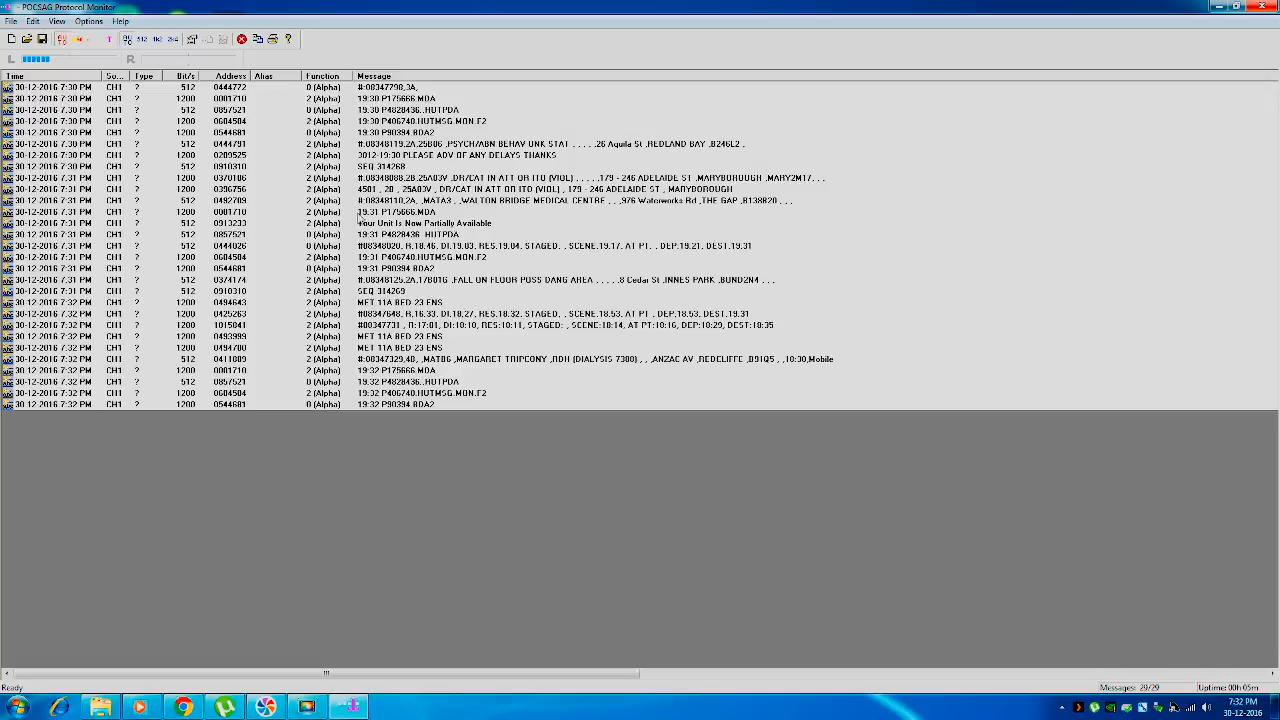 POCSAG Protocol Monitor
File Edit View Options Help
512 1k2 2k4
L R
Time So... Type Bit/s Address Alias Function Message
30-12-2016 7:30 PM CH1 ? 512 0444772 0 (Alpha) #:08347798,3A,
30-12-2016 7:30 PM CH1 ? 1200 0001710 2 (Alpha) 19:30 P175666.MDA
30-12-2016 7:30 PM CH1 ? 512 0857521 0 (Alpha) 19:30 P4828436..HUTPDA
30-12-2016 7:30 PM CH1 ? 1200 0604504 2 (Alpha) 19:30 P406740.HUTMSG.MON.F2
30-12-2016 7:30 PM CH1 ? 1200 0544681 0 (Alpha) 19:30 P90394.BDA2
30-12-2016 7:30 PM CH1 ? 512 0444791 2 (Alpha) #:08348119,2A,25B06 ,PSYCH/ABN BEHAV UNK STAT , , , , ,26 Aquila St ,REDLAND BAY ,B246L2 ,
30-12-2016 7:30 PM CH1 ? 512 0209525 2 (Alpha) 3012-19:30 PLEASE ADV OF ANY DELAYS THANKS
30-12-2016 7:30 PM CH1 ? 512 0910310 2 (Alpha) SEQ 314268
30-12-2016 7:31 PM CH1 ? 512 0370106 2 (Alpha) #:08348088,2B,25A03V ,DR/CAT IN ATT OR ITO (VIOL) , , , , ,179 - 246 ADELAIDE ST ,MARYBOROUGH ,MARY2M17, , ,
30-12-2016 7:31 PM CH1 ? 1200 0396756 2 (Alpha) 4501 , 2B , 25A03V , DR/CAT IN ATT OR ITO (VIOL) , 179 - 246 ADELAIDE ST , MARYBOROUGH
30-12-2016 7:31 PM CH1 ? 512 0492709 2 (Alpha) #:08348110,2A, ,MATA3 , ,WALTON BRIDGE MEDICAL CENTRE , , ,976 Waterworks Rd ,THE GAP ,B138B20 , , ,
30-12-2016 7:31 PM CH1 ? 1200 0001710 2 (Alpha) 19:31 P175666.MDA
30-12-2016 7:31 PM CH1 ? 512 0913233 2 (Alpha) Your Unit Is Now Partially Available
30-12-2016 7:31 PM CH1 ? 512 0857521 0 (Alpha) 19:31 P4828436..HUTPDA
30-12-2016 7:31 PM CH1 ? 512 0444026 2 (Alpha) #08348020, R:18.46, DI:19.03, RES:19.04, STAGED: , SCENE:19.17, AT PT: , DEP:19.21, DEST:19.31
30-12-2016 7:31 PM CH1 ? 1200 0604504 2 (Alpha) 19:31 P406740.HUTMSG.MON.F2
30-12-2016 7:31 PM CH1 ? 1200 0544681 0 (Alpha) 19:31 P90394.BDA2
30-12-2016 7:31 PM CH1 ? 512 0374174 2 (Alpha) #:08348125,2A,17B01G ,FALL ON FLOOR POSS DANG AREA , , , , ,8 Cedar St ,INNES PARK ,BUND2N4 , , ,
30-12-2016 7:31 PM CH1 ? 512 0910310 2 (Alpha) SEQ 314269
30-12-2016 7:32 PM CH1 ? 1200 0494643 2 (Alpha) MET 11A BED-23 ENS
30-12-2016 7:32 PM CH1 ? 512 0425263 2 (Alpha) #08347648, R:16.33, DI:18.27, RES:18.32, STAGED: , SCENE:18.53, AT PT: , DEP:18.53, DEST:19.31
30-12-2016 7:32 PM CH1 ? 1200 1015041 2 (Alpha) #08347731 , R:17:01, DI:18:10, RES:18:11, STAGED: , SCENE:18:14, AT PT:18:16, DEP:18:29, DEST:18:35
30-12-2016 7:32 PM CH1 ? 1200 0493999 2 (Alpha) MET 11A BED-23 ENS
30-12-2016 7:32 PM CH1 ? 1200 0494700 2 (Alpha) MET 11A BED-23 ENS
30-12-2016 7:32 PM CH1 ? 512 0411809 2 (Alpha) #:08347329,4B, ,MATD6 ,MARGARET TRIPCONY ,RDH (DIALYSIS 7380) , , ,ANZAC AV ,REDCLIFFE ,B91Q5 , ,18:30,Mobile
30-12-2016 7:32 PM CH1 ? 1200 0001710 2 (Alpha) 19:32 P175666.MDA
30-12-2016 7:32 PM CH1 ? 512 0857521 0 (Alpha) 19:32 P4828436..HUTPDA
30-12-2016 7:32 PM CH1 ? 1200 0604504 2 (Alpha) 19:32 P406740.HUTMSG.MON.F2
30-12-2016 7:32 PM CH1 ? 1200 0544681 0 (Alpha) 19:32 P90394.BDA2
Ready Messages: 29/29 Uptime: 00h 05m
7:32 PM
30-12-2016